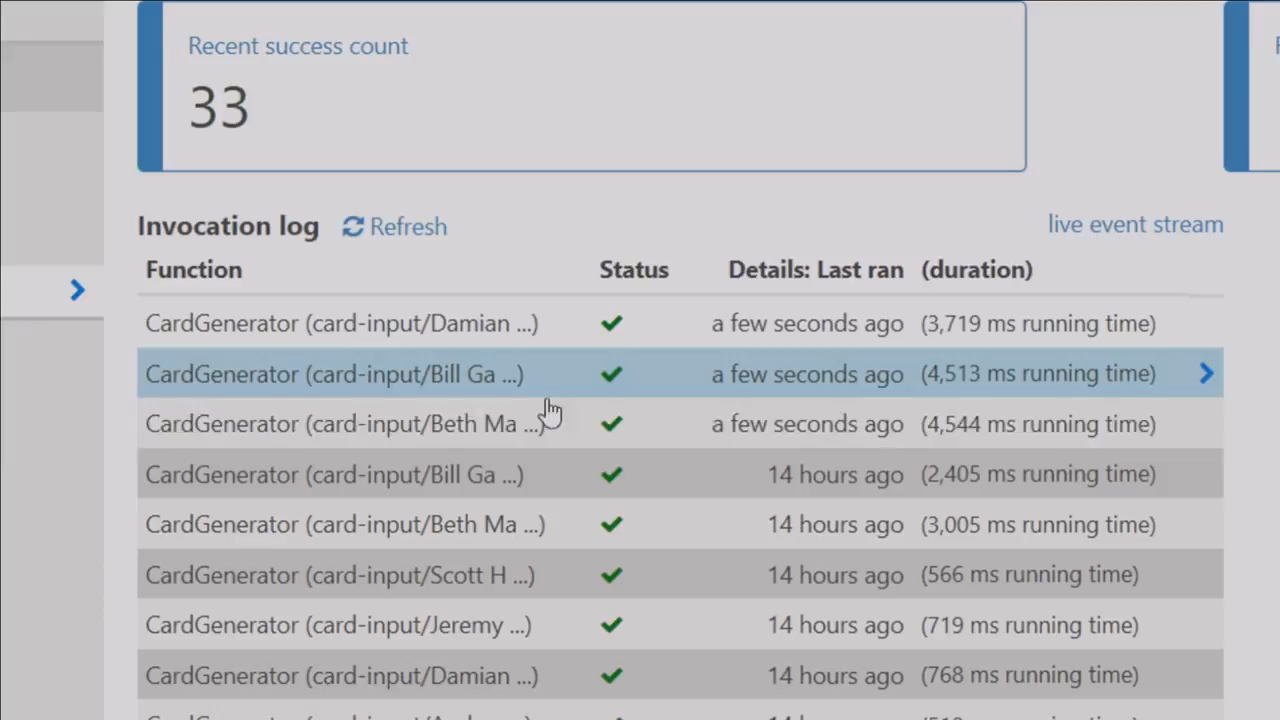 Recent success count
33
Invocation log Refresh live event stream
Function Status Details: Last ran (duration)
CardGenerator (card-input/Damian ...) a few seconds ago (3,719 ms running time)
CardGenerator (card-input/Bill Ga ...) a few seconds ago (4,513 ms running time)
CardGenerator (card-input/Beth Ma ...) a few seconds ago (4,544 ms running time)
CardGenerator (card-input/Bill Ga ...) 14 hours ago (2,405 ms running time)
CardGenerator (card-input/Beth Ma ...) 14 hours ago (3,005 ms running time)
CardGenerator (card-input/Scott H ...) 14 hours ago (566 ms running time)
CardGenerator (card-input/Jeremy ...) 14 hours ago (719 ms running time)
CardGenerator (card-input/Damian ...) 14 hours ago (768 ms running time)